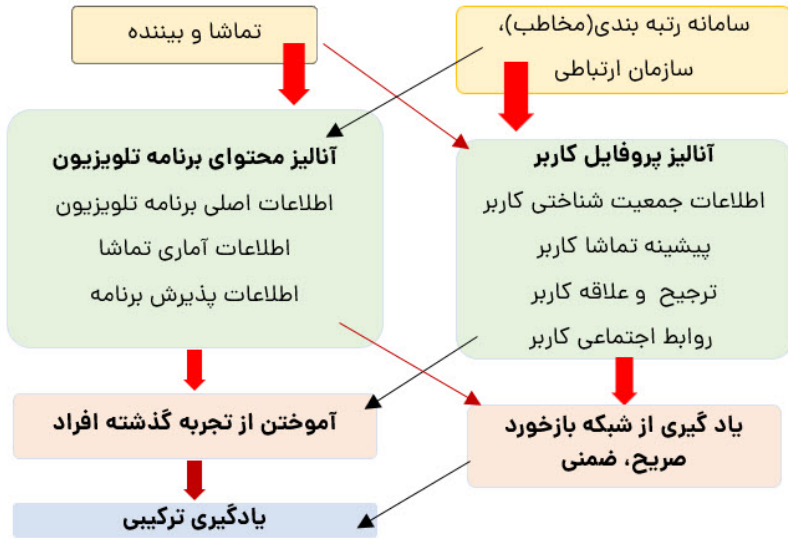 سامانه رتبه بندی(مخاطب)،
سازمان ارتباطی
تماشا و بیننده
آنالیز پروفایل کاربر
اطلاعات جمعیت شناختی کاربر
پیشینه تماشا کاربر
ترجیح و علاقه کاربر
روابط اجتماعی کاربر
آنالیز محتوای برنامه تلویزیون
اطلاعات اصلی برنامه تلویزیون
اطلاعات آماری تماشا
اطلاعات پذیرش برنامه
یاد گیری از شبکه بازخورد
صریح، ضمنی
آموختن از تجربه گذشته افراد
یادگیری ترکیبی